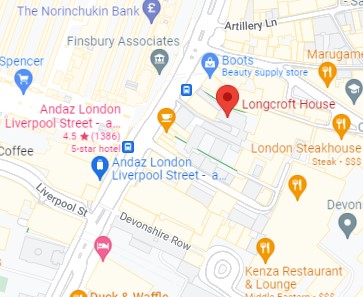 The Norinchukin Bank
Artillery Ln
Finsbury Associates
Marugame
Spencer
Boots
Beauty supply store
Longcroft House
Andaz London
Liverpool Street - a...
4.5 ★ (1386)
5-star hotel
London Steakhouse
Steak - $$$
Coffee
Andaz London
Liverpool Street - a...
Liverpool St
Devonshire Row
Devon
Kenza Restaurant
& Lounge
Middle Eastern - $$$
Duck & Waffle